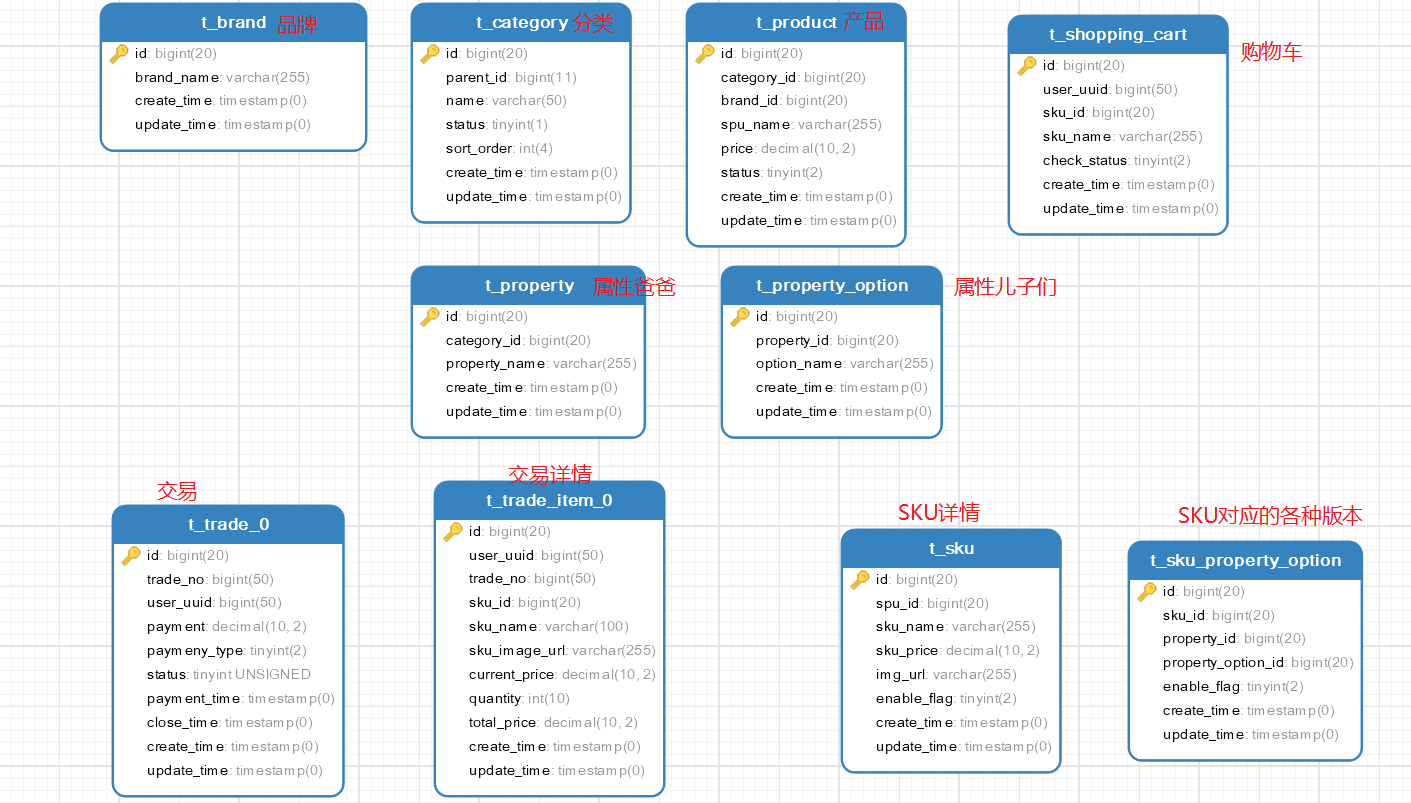 t_brand 品牌
id: bigint(20)
brand_name: varchar(255)
create_time: timestamp(0)
update_time: timestamp(0)
t_category 分类
id: bigint(20)
parent_id: bigint(11)
name: varchar(50)
status: tinyint(1)
sort_order: int(4)
create_time: timestamp(0)
update_time: timestamp(0)
t_product 产品
id: bigint(20)
category_id: bigint(20)
brand_id: bigint(20)
spu_name: varchar(255)
price: decimal(10, 2)
status: tinyint(2)
create_time: timestamp(0)
update_time: timestamp(0)
t_shopping_cart 购物车
id: bigint(20)
user_uuid: bigint(50)
sku_id: bigint(20)
sku_name: varchar(255)
check_status: tinyint(2)
create_time: timestamp(0)
update_time: timestamp(0)
t_property 属性爸爸
id: bigint(20)
category_id: bigint(20)
property_name: varchar(255)
create_time: timestamp(0)
update_time: timestamp(0)
t_property_option 属性儿子们
id: bigint(20)
property_id: bigint(20)
option_name: varchar(255)
create_time: timestamp(0)
update_time: timestamp(0)
交易
t_trade_0
id: bigint(20)
trade_no: bigint(50)
user_uuid: bigint(50)
payment: decimal(10, 2)
paymeny_type: tinyint(2)
status: tinyint UNSIGNED
payment_time: timestamp(0)
close_time: timestamp(0)
create_time: timestamp(0)
update_time: timestamp(0)
交易详情
t_trade_item_0
id: bigint(20)
user_uuid: bigint(50)
trade_no: bigint(50)
sku_id: bigint(20)
sku_name: varchar(100)
sku_image_url: varchar(255)
current_price: decimal(10, 2)
quantity: int(10)
total_price: decimal(10, 2)
create_time: timestamp(0)
update_time: timestamp(0)
SKU详情
t_sku
id: bigint(20)
spu_id: bigint(20)
sku_name: varchar(255)
sku_price: decimal(10, 2)
img_url: varchar(255)
enable_flag: tinyint(2)
create_time: timestamp(0)
update_time: timestamp(0)
SKU对应的各种版本
t_sku_property_option
id: bigint(20)
sku_id: bigint(20)
property_id: bigint(20)
property_option_id: bigint(20)
enable_flag: tinyint(2)
create_time: timestamp(0)
update_time: timestamp(0)